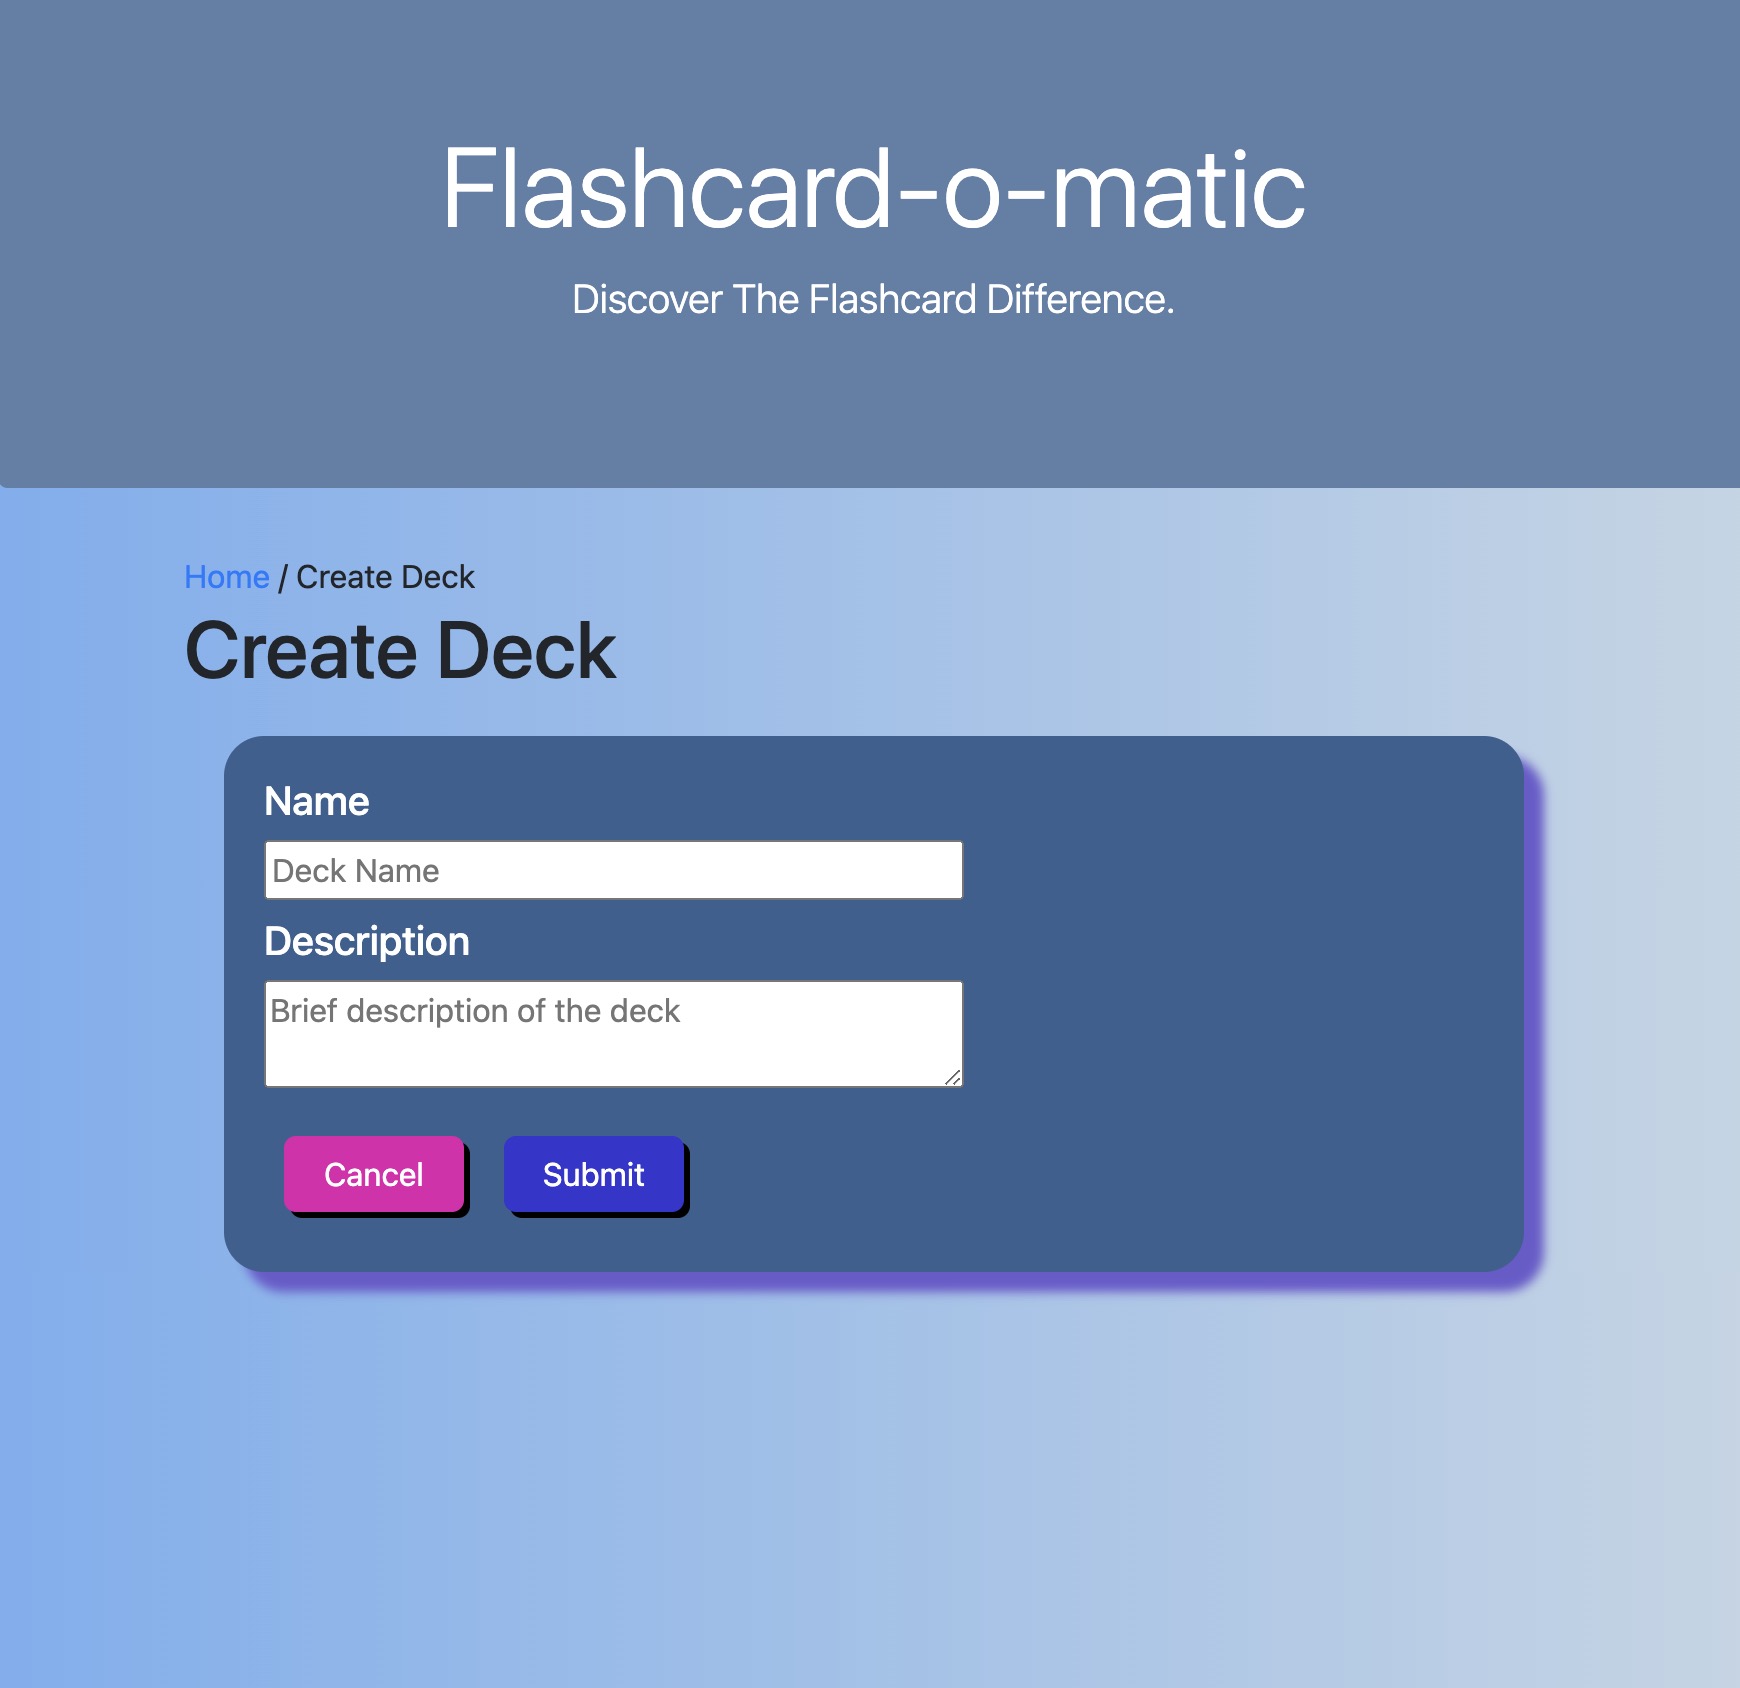 Flashcard-o-matic
Discover The Flashcard Difference.
Home / Create Deck
Create Deck
Name
Deck Name
Description
Brief description of the deck
Cancel Submit